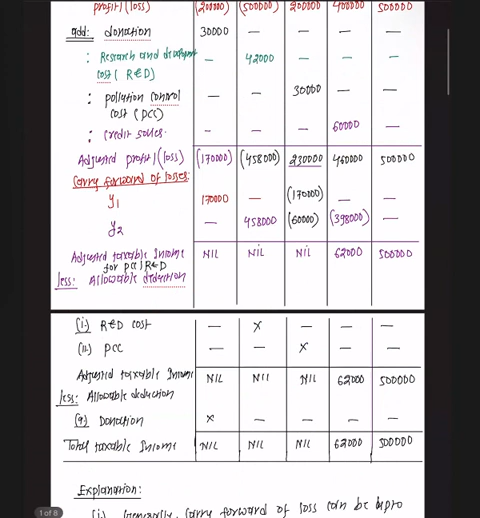 profit/(loss) (200000) (500000) 200000 400000 500000
add: donation 30000 — — — —
: Research and developmt — 42000 — — —
cost( R&D)
: pollution control — — 30000 — —
cost (PCC)
: credit sales. — — — 60000 —
Adjusted profit/(loss) (170000) (458000) 230000 460000 500000
Carry forward of losses:
Y1 170000 — (170000) — —
Y2 — 458000 (60000) (398000) —
Adjusted taxable Income NIL NIL NIL 62000 500000
for pcc/R&D
less: Allowable deduction
(i.) R&D cost — x — — —
(ii.) PCC — — x — —
Adjusted taxable Income NIL NIL NIL 62000 500000
less: Allowable deduction
(a) Donation x — — — —
Total taxable Income NIL NIL NIL 62000 500000
Explanation:
(i) Generally, carry forward of loss can be
1 of 8